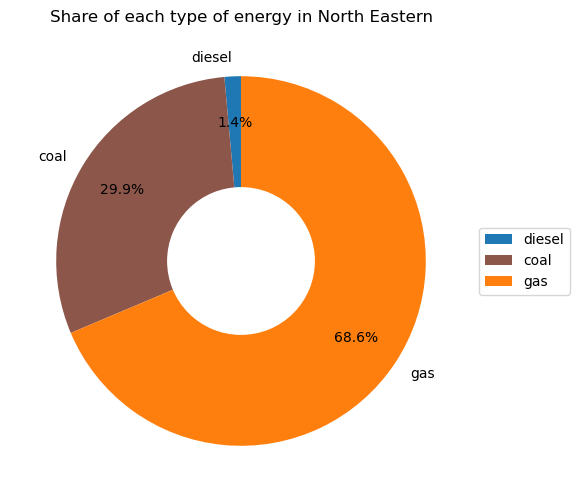 Share of each type of energy in North Eastern
diesel
1.4%
coal
29.9%
68.6%
gas
diesel
coal
gas